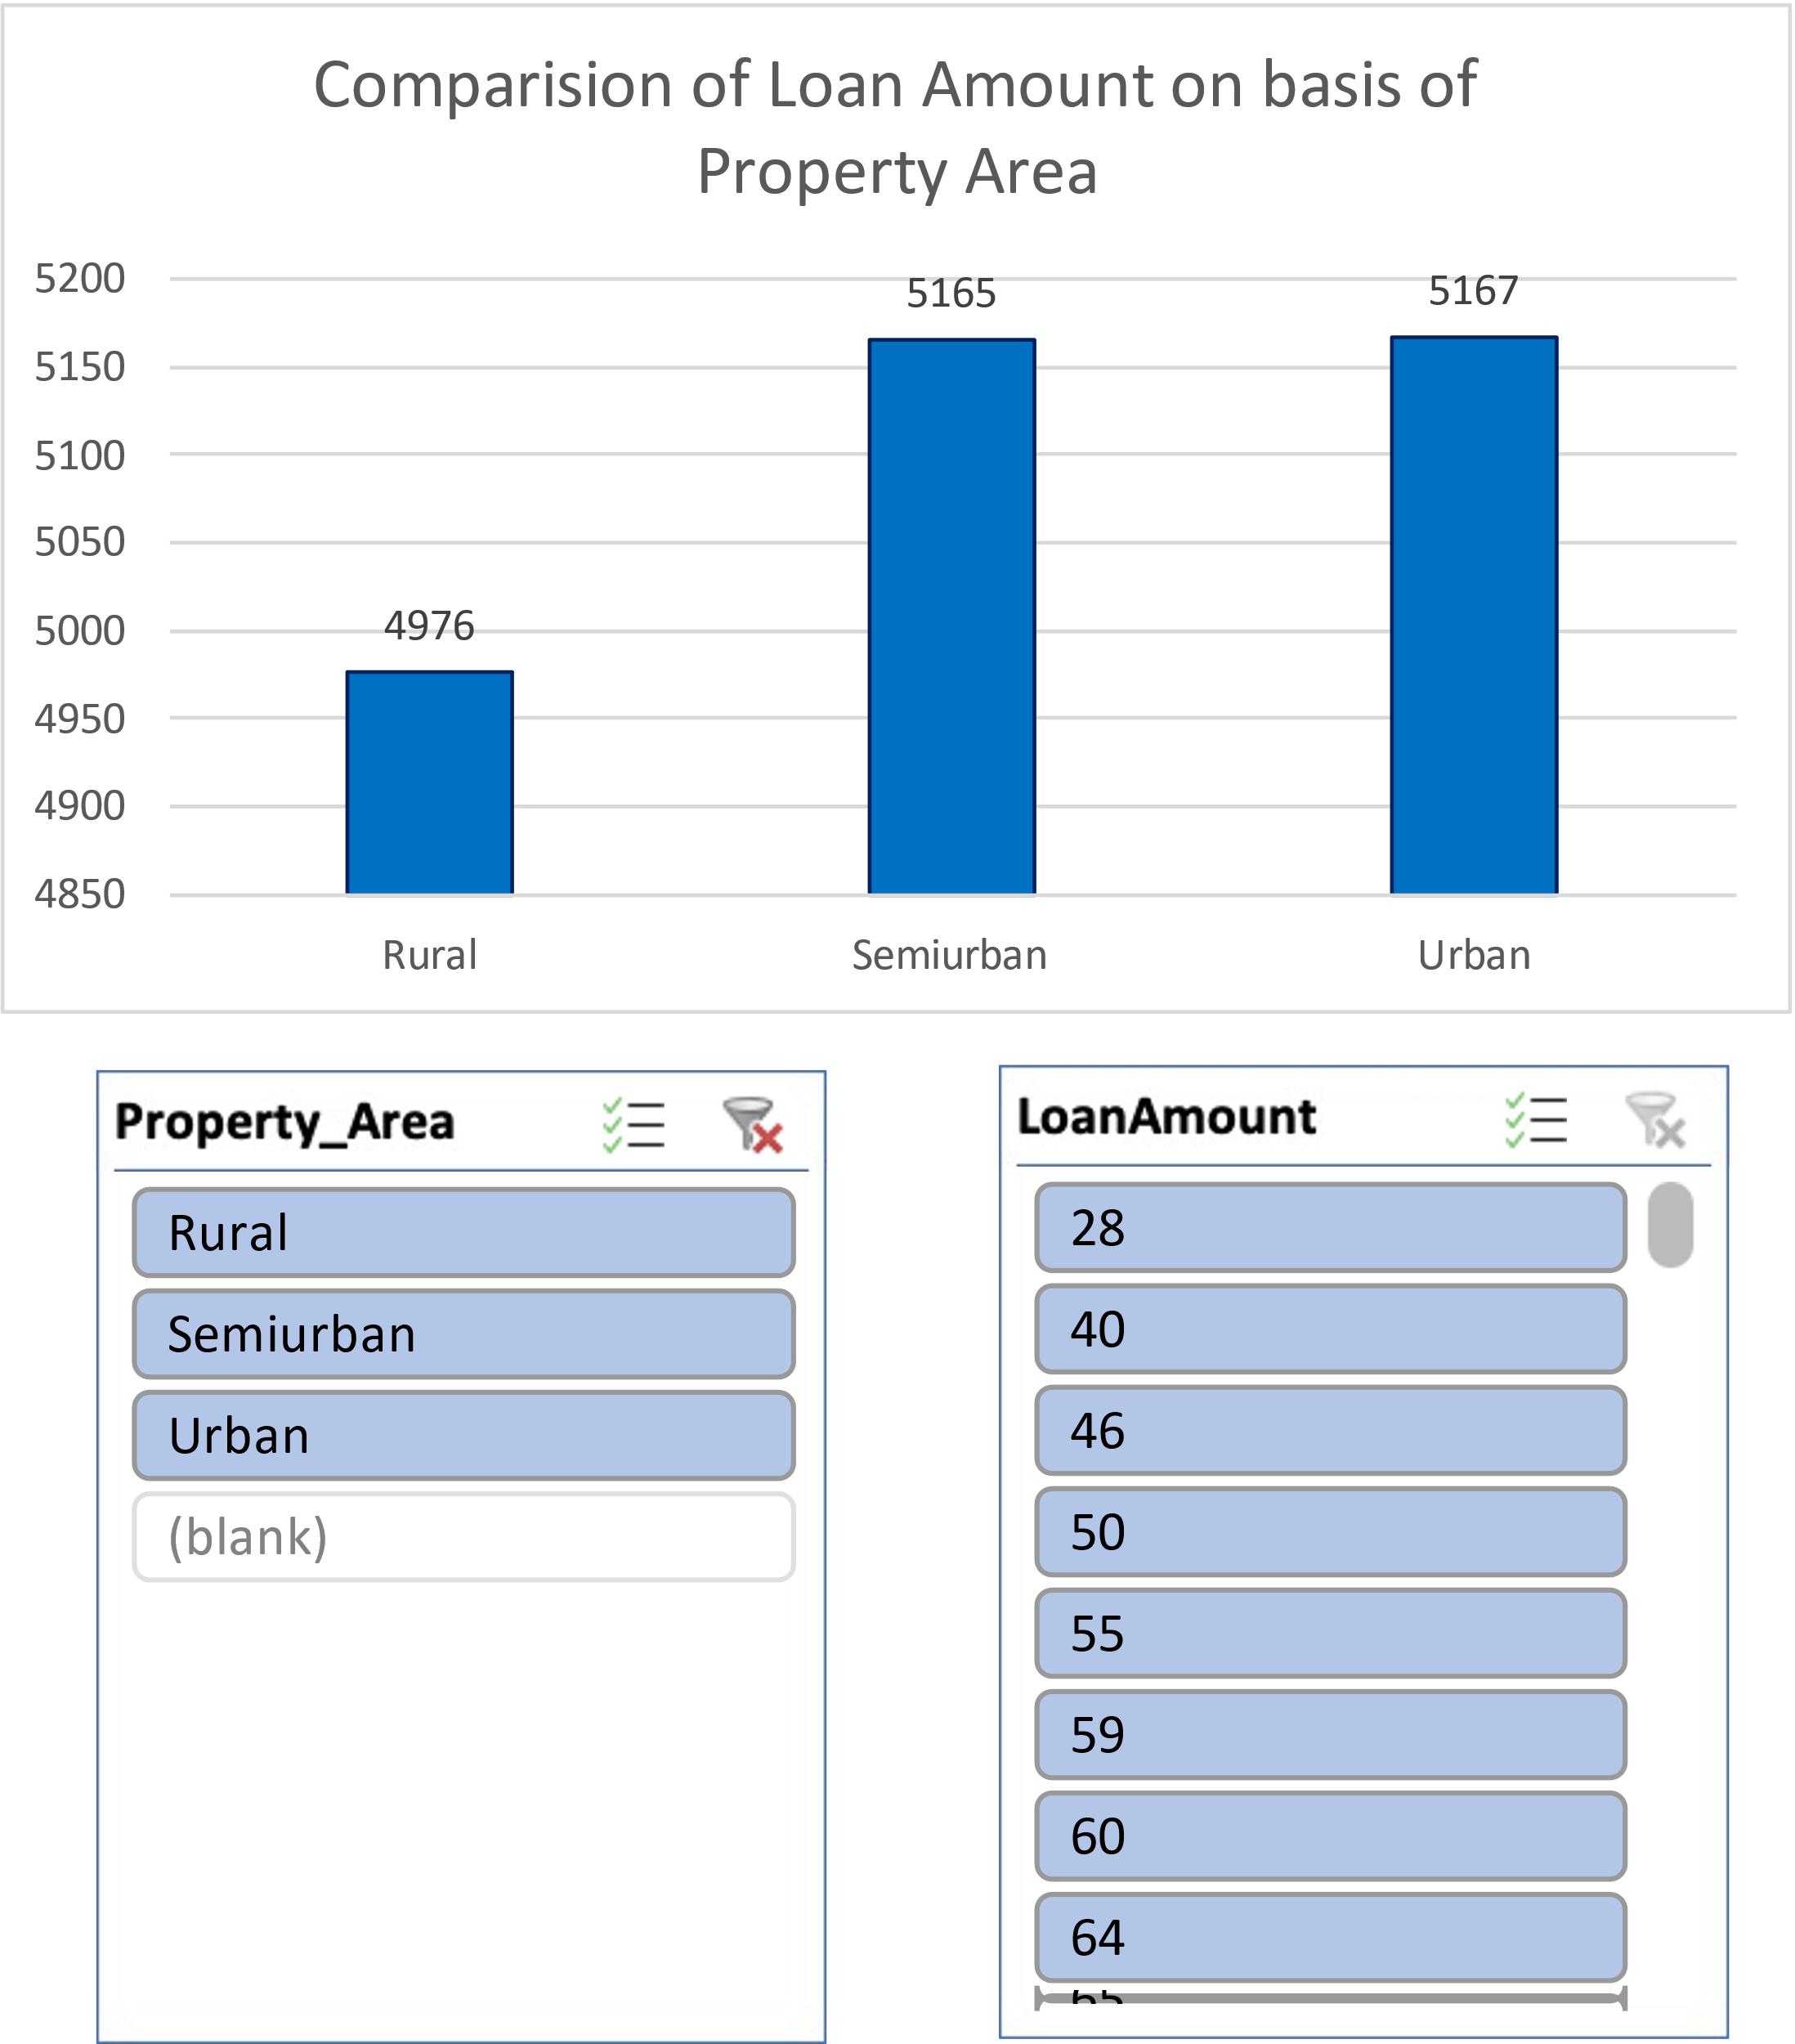 Comparision of Loan Amount on basis of
Property Area
5200
5150
5100
5050
5000
4950
4900
4850
4976
5165
5167
Rural
Semiurban
Urban
Property_Area
Rural
Semiurban
Urban
(blank)
LoanAmount
28
40
46
50
55
59
60
64